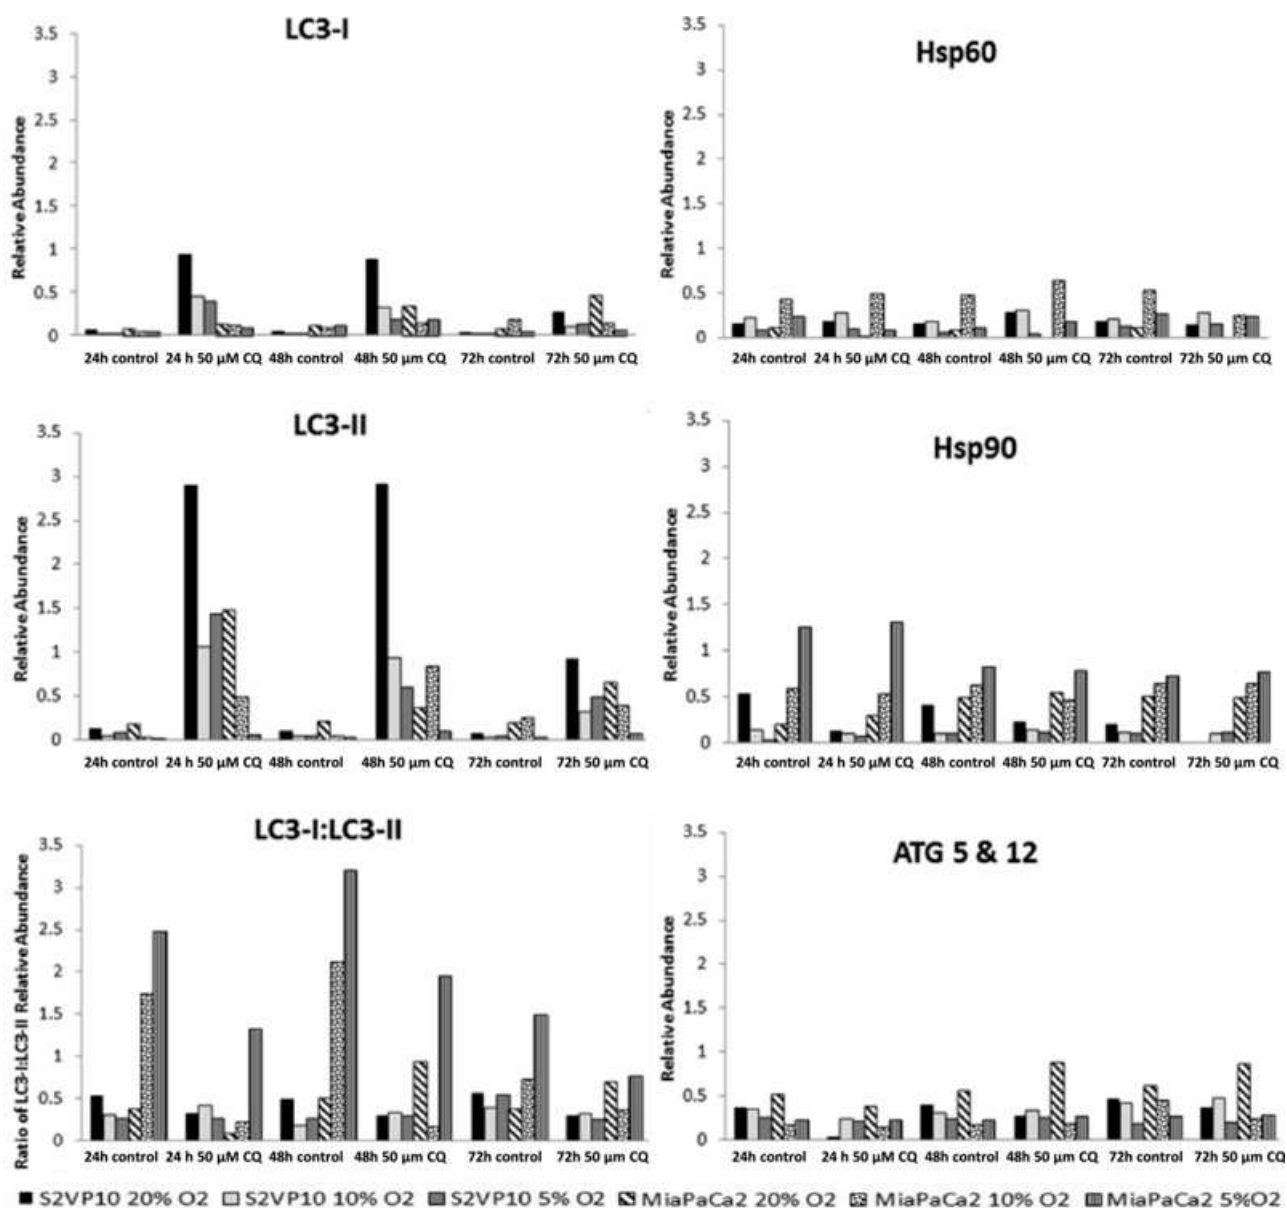 LC3-I
Relative Abundance
3.5
3
2.5
2
1.5
1
0.5
0
24h control 24 h 50 µM CQ 48h control 48h 50 µm CQ 72h control 72h 50 µm CQ
Hsp60
Relative Abundance
3.5
3
2.5
2
1.5
1
0.5
0
24h control 24 h 50 µM CQ 48h control 48h 50 µm CQ 72h control 72h 50 µm CQ
LC3-II
Relative Abundance
3.5
3
2.5
2
1.5
1
0.5
0
24h control 24 h 50 µM CQ 48h control 48h 50 µm CQ 72h control 72h 50 µm CQ
Hsp90
Relative Abundance
3.5
3
2.5
2
1.5
1
0.5
0
24h control 24 h 50 µM CQ 48h control 48h 50 µm CQ 72h control 72h 50 µm CQ
LC3-I:LC3-II
Ratio of LC3-I:LC3-II Relative Abundance
3.5
3
2.5
2
1.5
1
0.5
0
24h control 24 h 50 µM CQ 48h control 48h 50 µm CQ 72h control 72h 50 µm CQ
ATG 5 & 12
Relative Abundance
3.5
3
2.5
2
1.5
1
0.5
0
24h control 24 h 50 µM CQ 48h control 48h 50 µm CQ 72h control 72h 50 µm CQ
S2VP10 20% O2 S2VP10 10% O2 S2VP10 5% O2 MiaPaCa2 20% O2 MiaPaCa2 10% O2 MiaPaCa2 5%O2